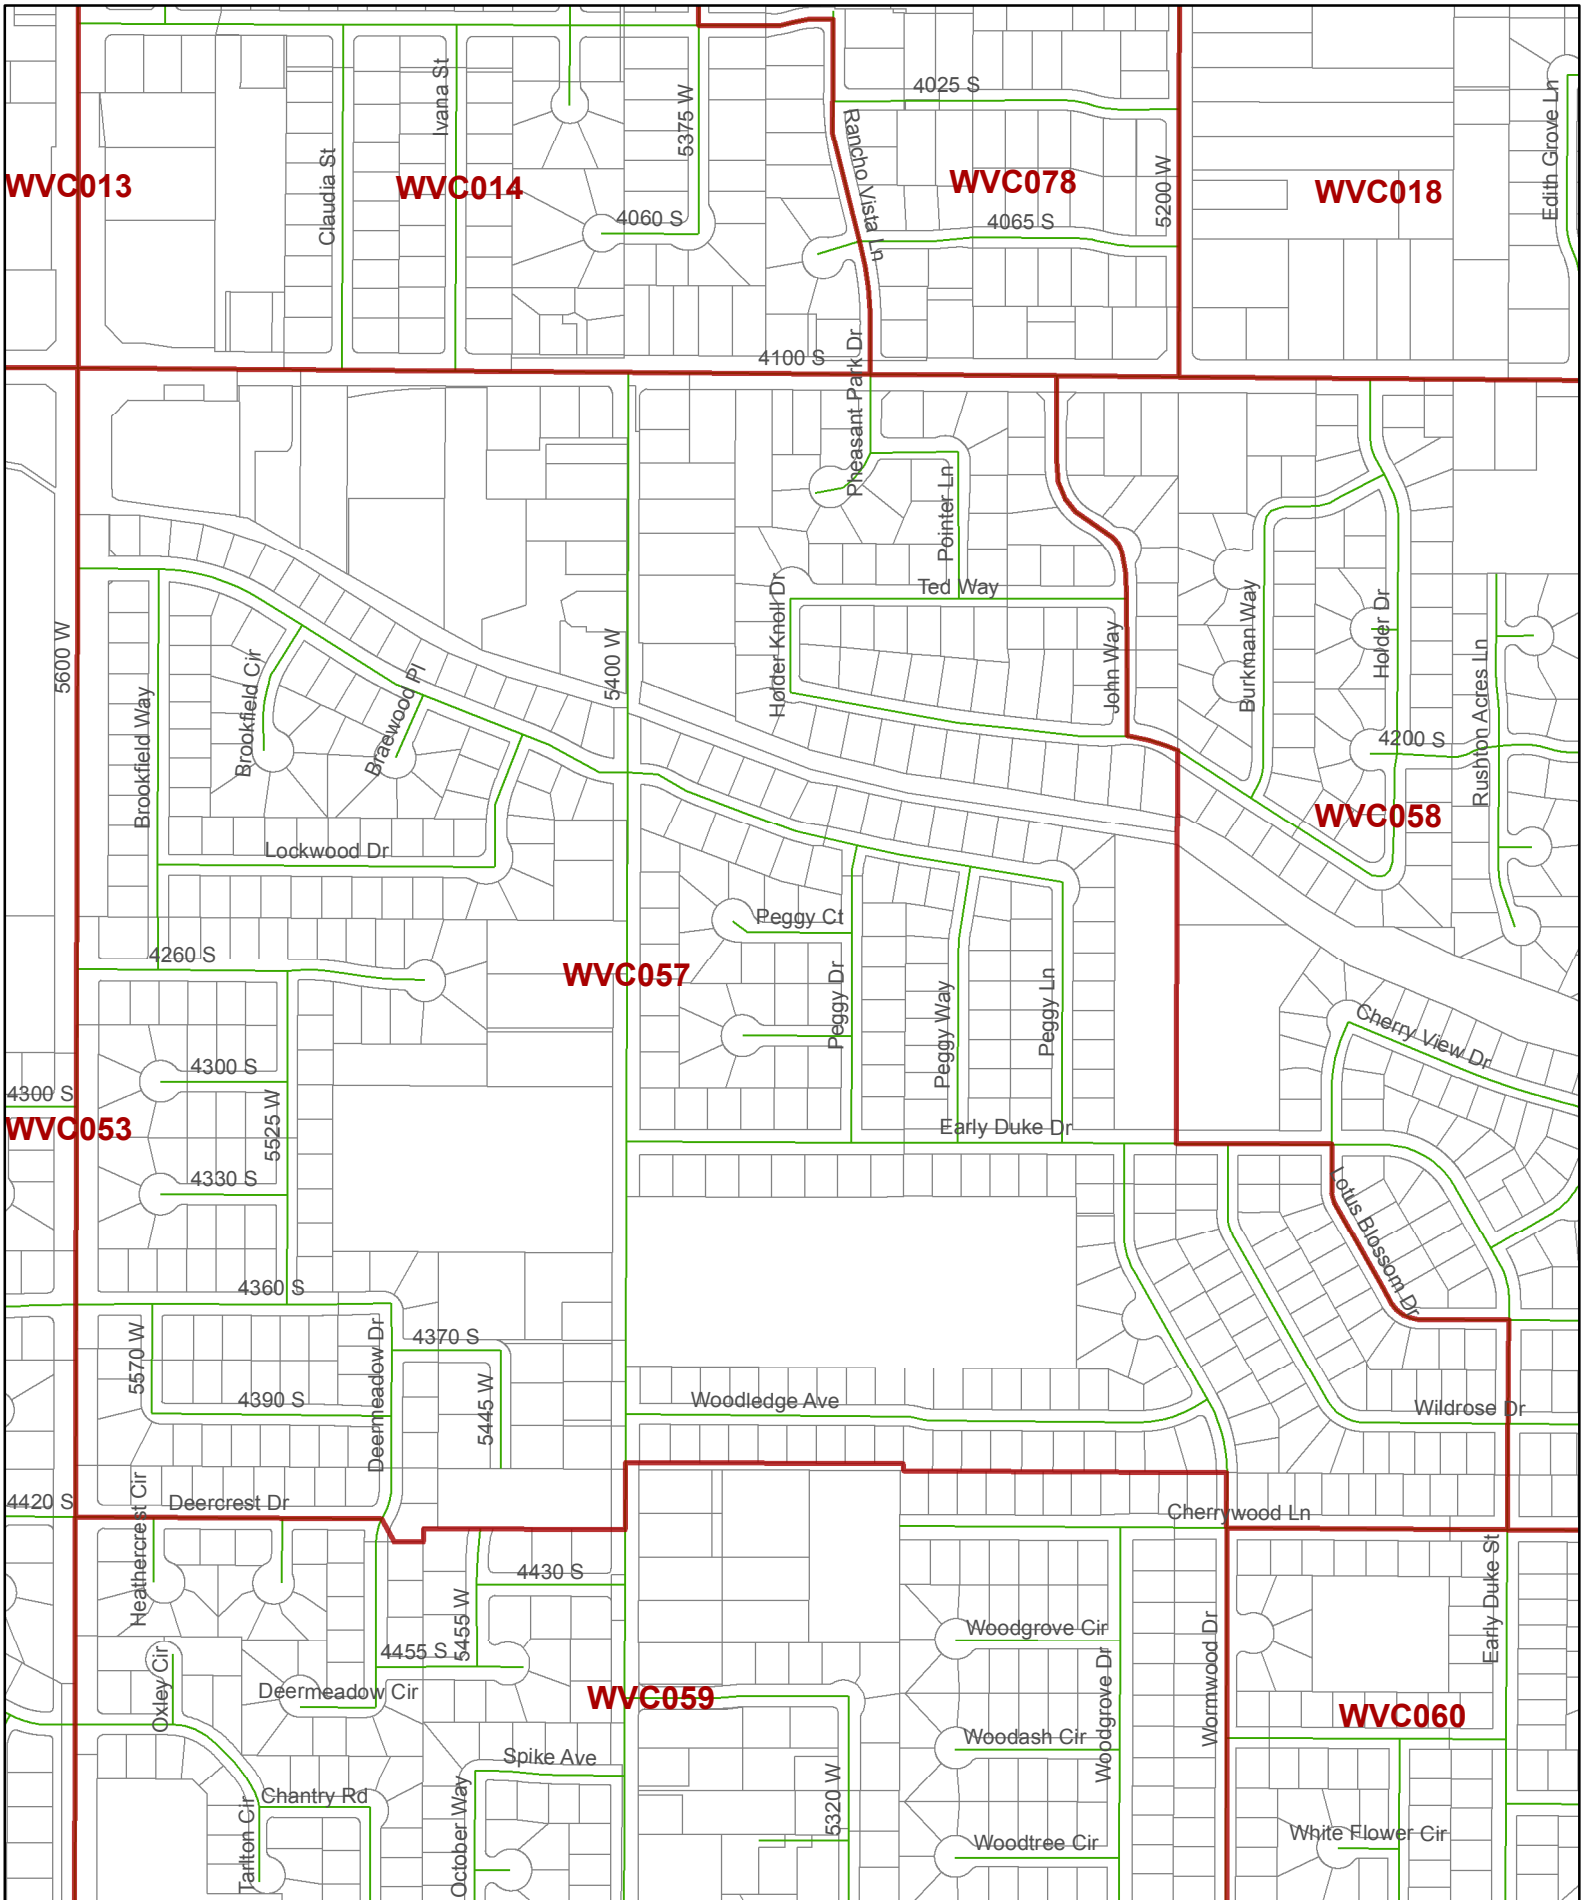 4025 S
Ivana St
5375 W
Edith Grove Ln
Rancho Vista Ln
WVC013
WVC014
WVC078
WVC018
Claudia St
5200 W
4060 S
4065 S
4100 S
Pheasant Park Dr
Pointer Ln
Ted Way
Holder Knoll Dr
5600 W
5400 W
John Way
Burkman Way
Holder Dr
Brookfield Way
Brookfield Cir
Braewood Pl
Rushton Acres Ln
4200 S
WVC058
Lockwood Dr
Peggy Ct
4260 S
WVC057
Peggy Dr
Peggy Way
Peggy Ln
Cherry View Dr
4300 S
4300 S
WVC053
5525 W
Early Duke Dr
4330 S
Lotus Blossom Dr
4360 S
4370 S
5570 W
Deermeadow Dr
4390 S
5445 W
Woodledge Ave
Wildrose Dr
4420 S
Heathercrest Cir
Deercrest Dr
Cherrywood Ln
4430 S
Early Duke St
5455 W
4455 S
Woodgrove Cir
Wormwood Dr
Oxley Cir
Deermeadow Cir
WVC059
Woodgrove Dr
WVC060
Woodash Cir
Spike Ave
Chantry Rd
5320 W
Tarlton Cir
October Way
Woodtree Cir
White Flower Cir